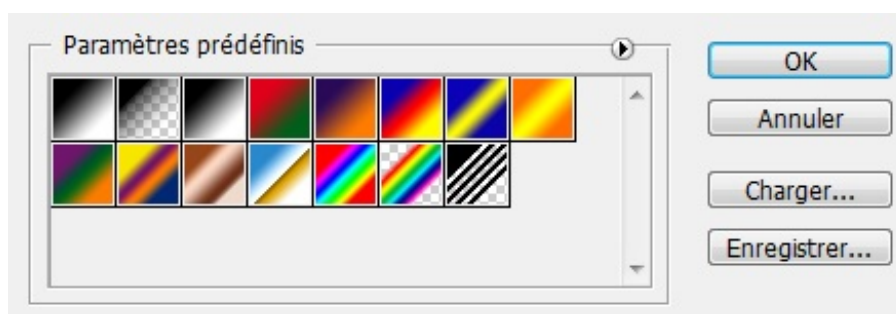 Paramètres prédéfinis
OK
Annuler
Charger...
Enregistrer...